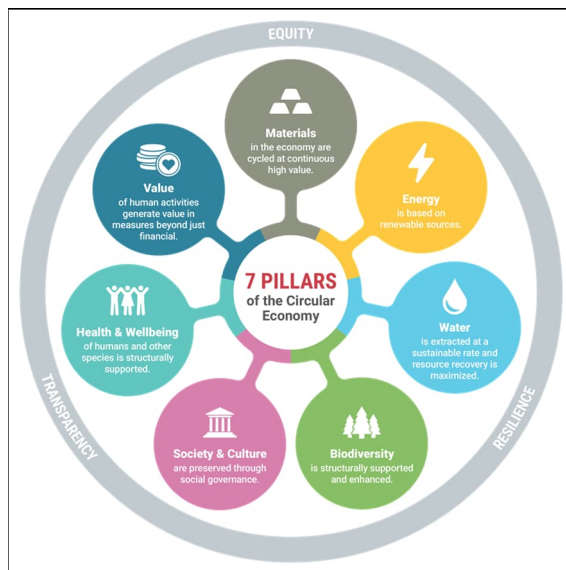 EQUITY
Materials
in the economy are
cycled at continuous
high value.
Energy
is based on
renewable sources.
Water
is extracted at a
sustainable rate and
resource recovery is
maximized.
Biodiversity
is structurally supported
and enhanced.
Society & Culture
are preserved through
social governance.
Health & Wellbeing
of humans and other
species is structurally
supported.
Value
of human activities
generate value in
measures beyond just
financial.
7 PILLARS
of the Circular
Economy
RESILIENCE
TRANSPARENCY